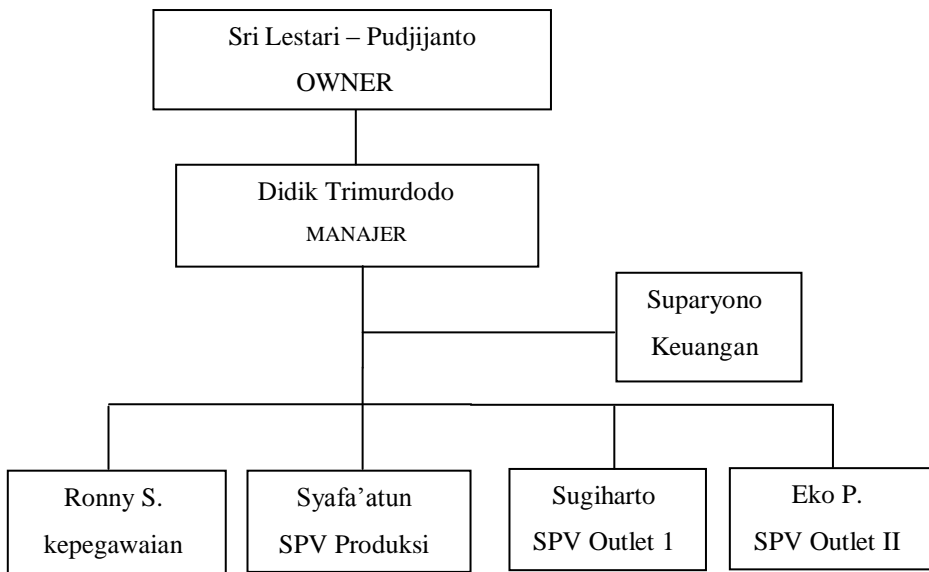 Sri Lestari – Pudjijanto
OWNER
Didik Trimurdodo
MANAJER
Suparyono
Keuangan
Ronny S.
kepegawaian
Syafa’atun
SPV Produksi
Sugiharto
SPV Outlet 1
Eko P.
SPV Outlet II